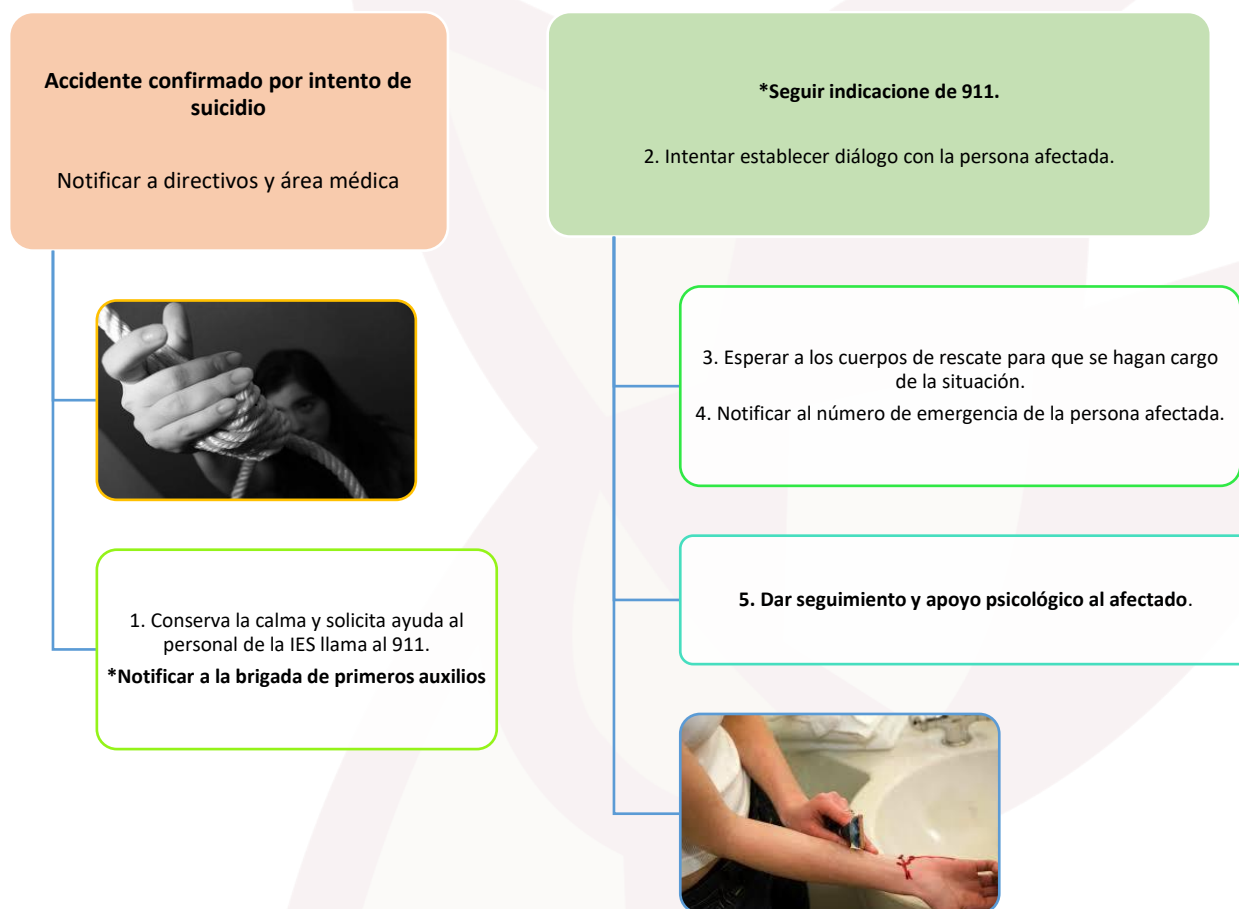 Accidente confirmado por intento de
suicidio
Notificar a directivos y área médica
1. Conserva la calma y solicita ayuda al
personal de la IES llama al 911.
*Notificar a la brigada de primeros auxilios
*Seguir indicacione de 911.
2. Intentar establecer diálogo con la persona afectada.
3. Esperar a los cuerpos de rescate para que se hagan cargo
de la situación.
4. Notificar al número de emergencia de la persona afectada.
5. Dar seguimiento y apoyo psicológico al afectado.